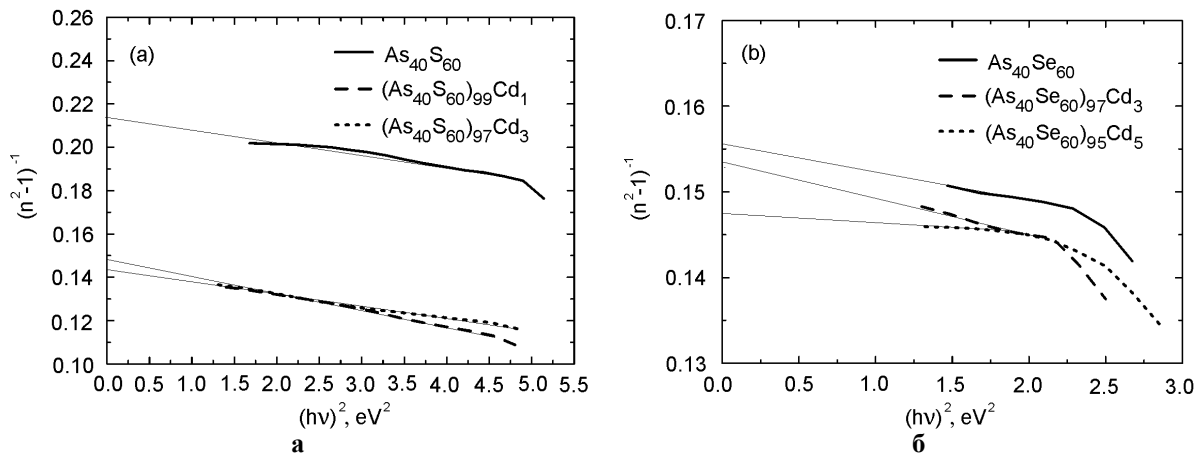 (a)
As₄₀S₆₀
(As₄₀S₆₀)₉₉Cd₁
(As₄₀S₆₀)₉₇Cd₃
0.26
0.24
0.22
0.20
0.18
0.16
0.14
0.12
0.10
(n²-1)⁻¹
0.0 0.5 1.0 1.5 2.0 2.5 3.0 3.5 4.0 4.5 5.0 5.5
(hν)², eV²
а
(b)
As₄₀Se₆₀
(As₄₀Se₆₀)₉₇Cd₃
(As₄₀Se₆₀)₉₅Cd₅
0.17
0.16
0.15
0.14
0.13
(n²-1)⁻¹
0.0 0.5 1.0 1.5 2.0 2.5 3.0
(hν)², eV²
б